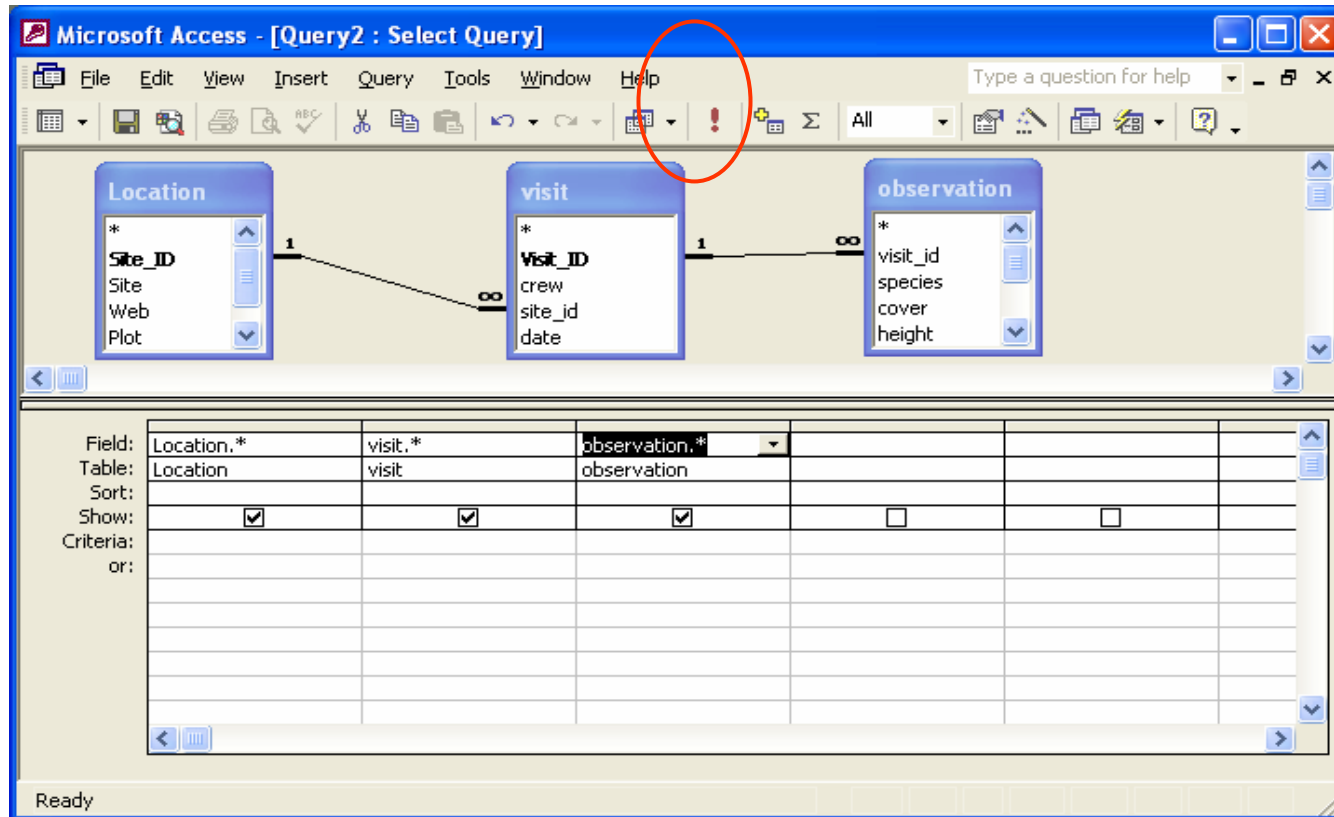 Microsoft Access - [Query2 : Select Query]
File Edit View Insert Query Tools Window Help Type a question for help
ABC Σ All
Location visit observation
*
Site_ID
Site
Web
Plot
1
∞
*
Visit_ID
crew
site_id
date
1
∞
*
visit_id
species
cover
height
Field: Location.* visit.* observation.*
Table: Location visit observation
Sort:
Show:
Criteria:
or:
Ready